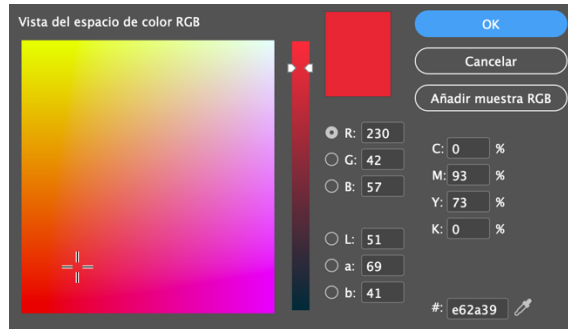 Vista del espacio de color RGB
OK
Cancelar
Añadir muestra RGB
R: 230
G: 42
B: 57
L: 51
a: 69
b: 41
C: 0 %
M: 93 %
Y: 73 %
K: 0 %
#: e62a39